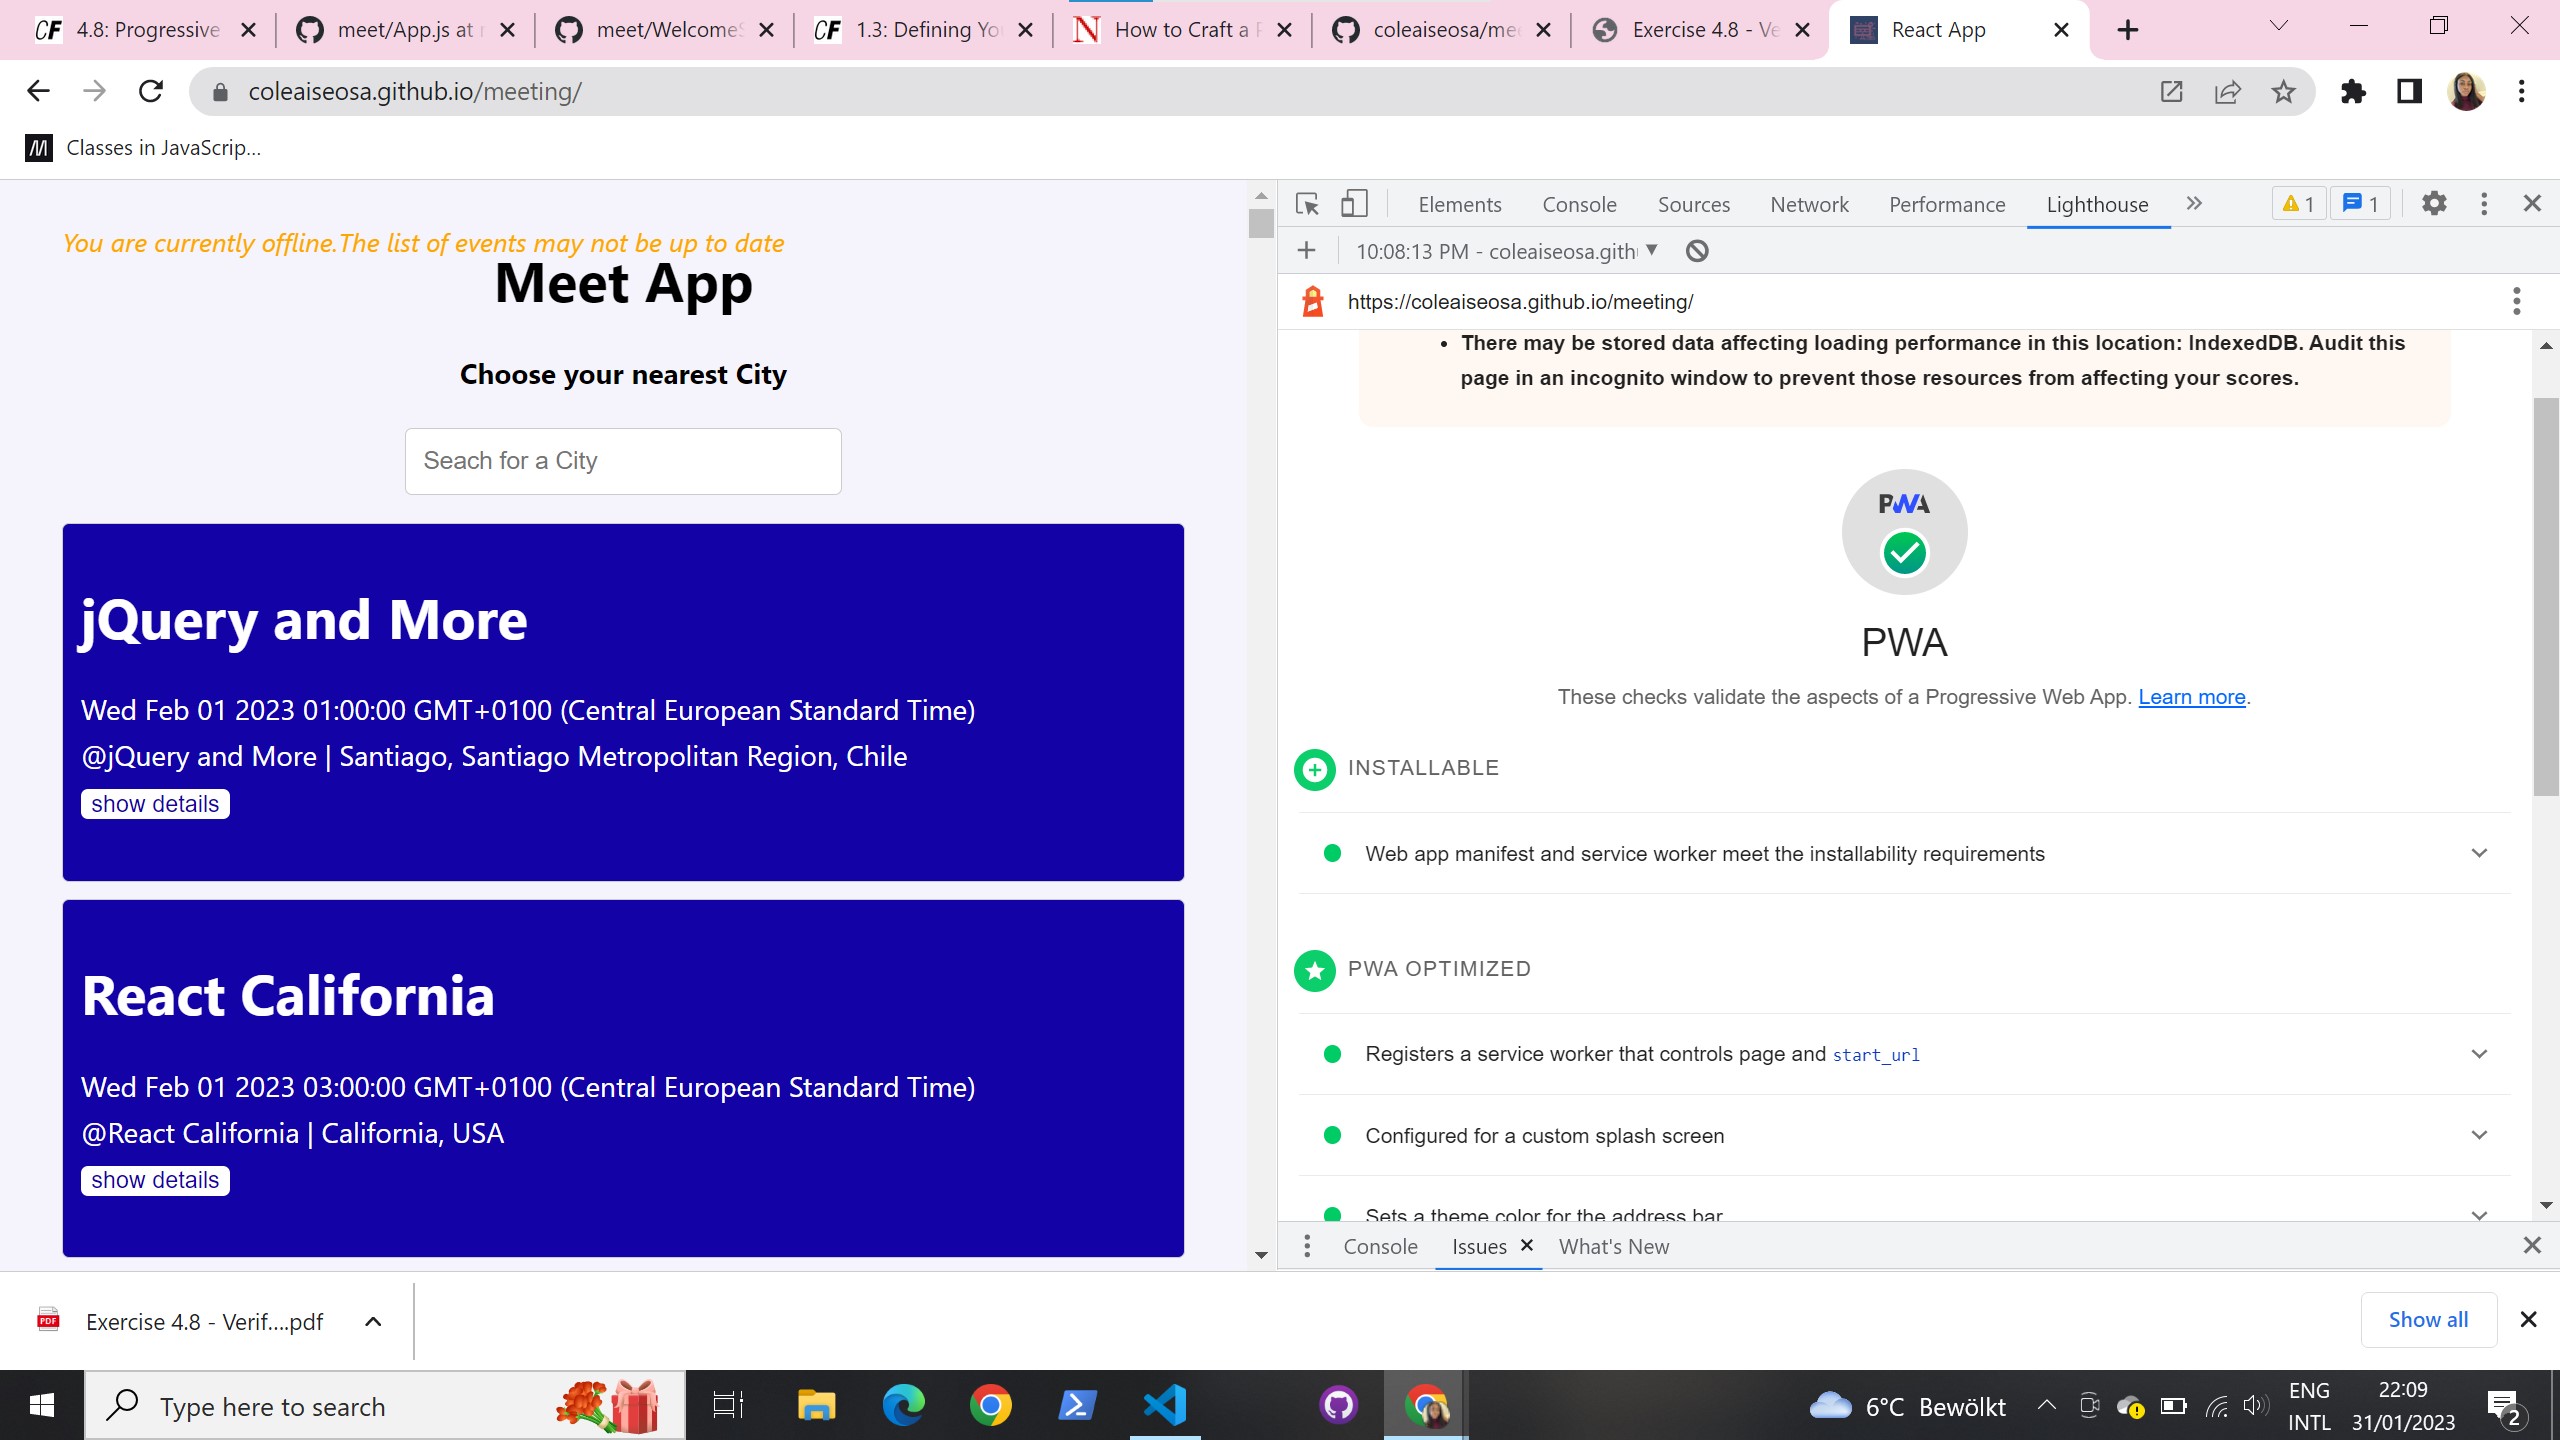 4.8: Progressive
meet/App.js at
meet/WelcomeS
1.3: Defining Yo
How to Craft a
coleaiseosa/me
Exercise 4.8 - Ve
React App
coleaiseosa.github.io/meeting/
Classes in JavaScrip...
You are currently offline.The list of events may not be up to date
Meet App
Choose your nearest City
Seach for a City
jQuery and More
Wed Feb 01 2023 01:00:00 GMT+0100 (Central European Standard Time)
@jQuery and More | Santiago, Santiago Metropolitan Region, Chile
show details
React California
Wed Feb 01 2023 03:00:00 GMT+0100 (Central European Standard Time)
@React California | California, USA
show details
Elements Console Sources Network Performance Lighthouse 1 1
10:08:13 PM - coleaiseosa.gith
https://coleaiseosa.github.io/meeting/
• There may be stored data affecting loading performance in this location: IndexedDB. Audit this
page in an incognito window to prevent those resources from affecting your scores.
PWA
PWA
These checks validate the aspects of a Progressive Web App. Learn more.
INSTALLABLE
Web app manifest and service worker meet the installability requirements
PWA OPTIMIZED
Registers a service worker that controls page and start_url
Configured for a custom splash screen
Sets a theme color for the address bar
Console Issues What's New
Exercise 4.8 - Verif....pdf
Show all
Type here to search
6°C Bewölkt
ENG
INTL
22:09
31/01/2023
2